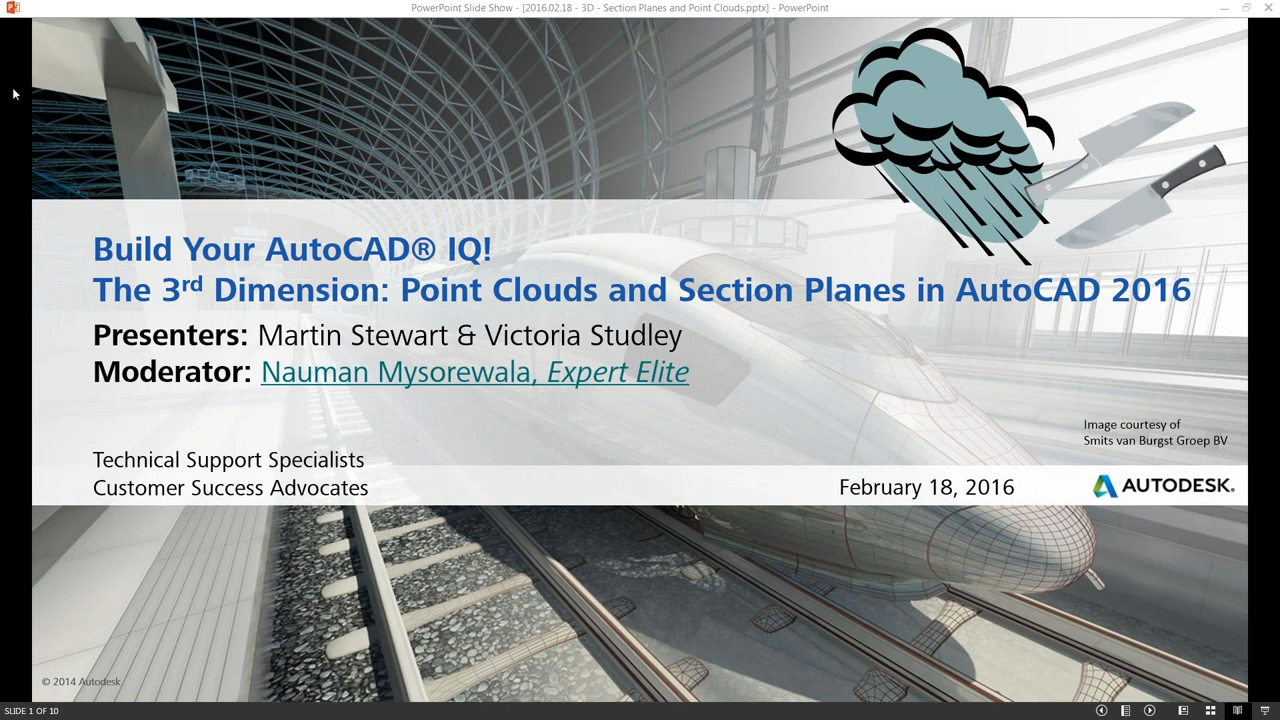 PowerPoint Slide Show - [2016.02.18 - 3D - Section Planes and Point Clouds.pptx] - PowerPoint
Build Your AutoCAD® IQ!
The 3rd Dimension: Point Clouds and Section Planes in AutoCAD 2016
Presenters: Martin Stewart & Victoria Studley
Moderator: Nauman Mysorewala, Expert Elite
Image courtesy of
Smits van Burgst Groep BV
Technical Support Specialists
Customer Success Advocates
February 18, 2016
AUTODESK®
© 2014 Autodesk
SLIDE 1 OF 10